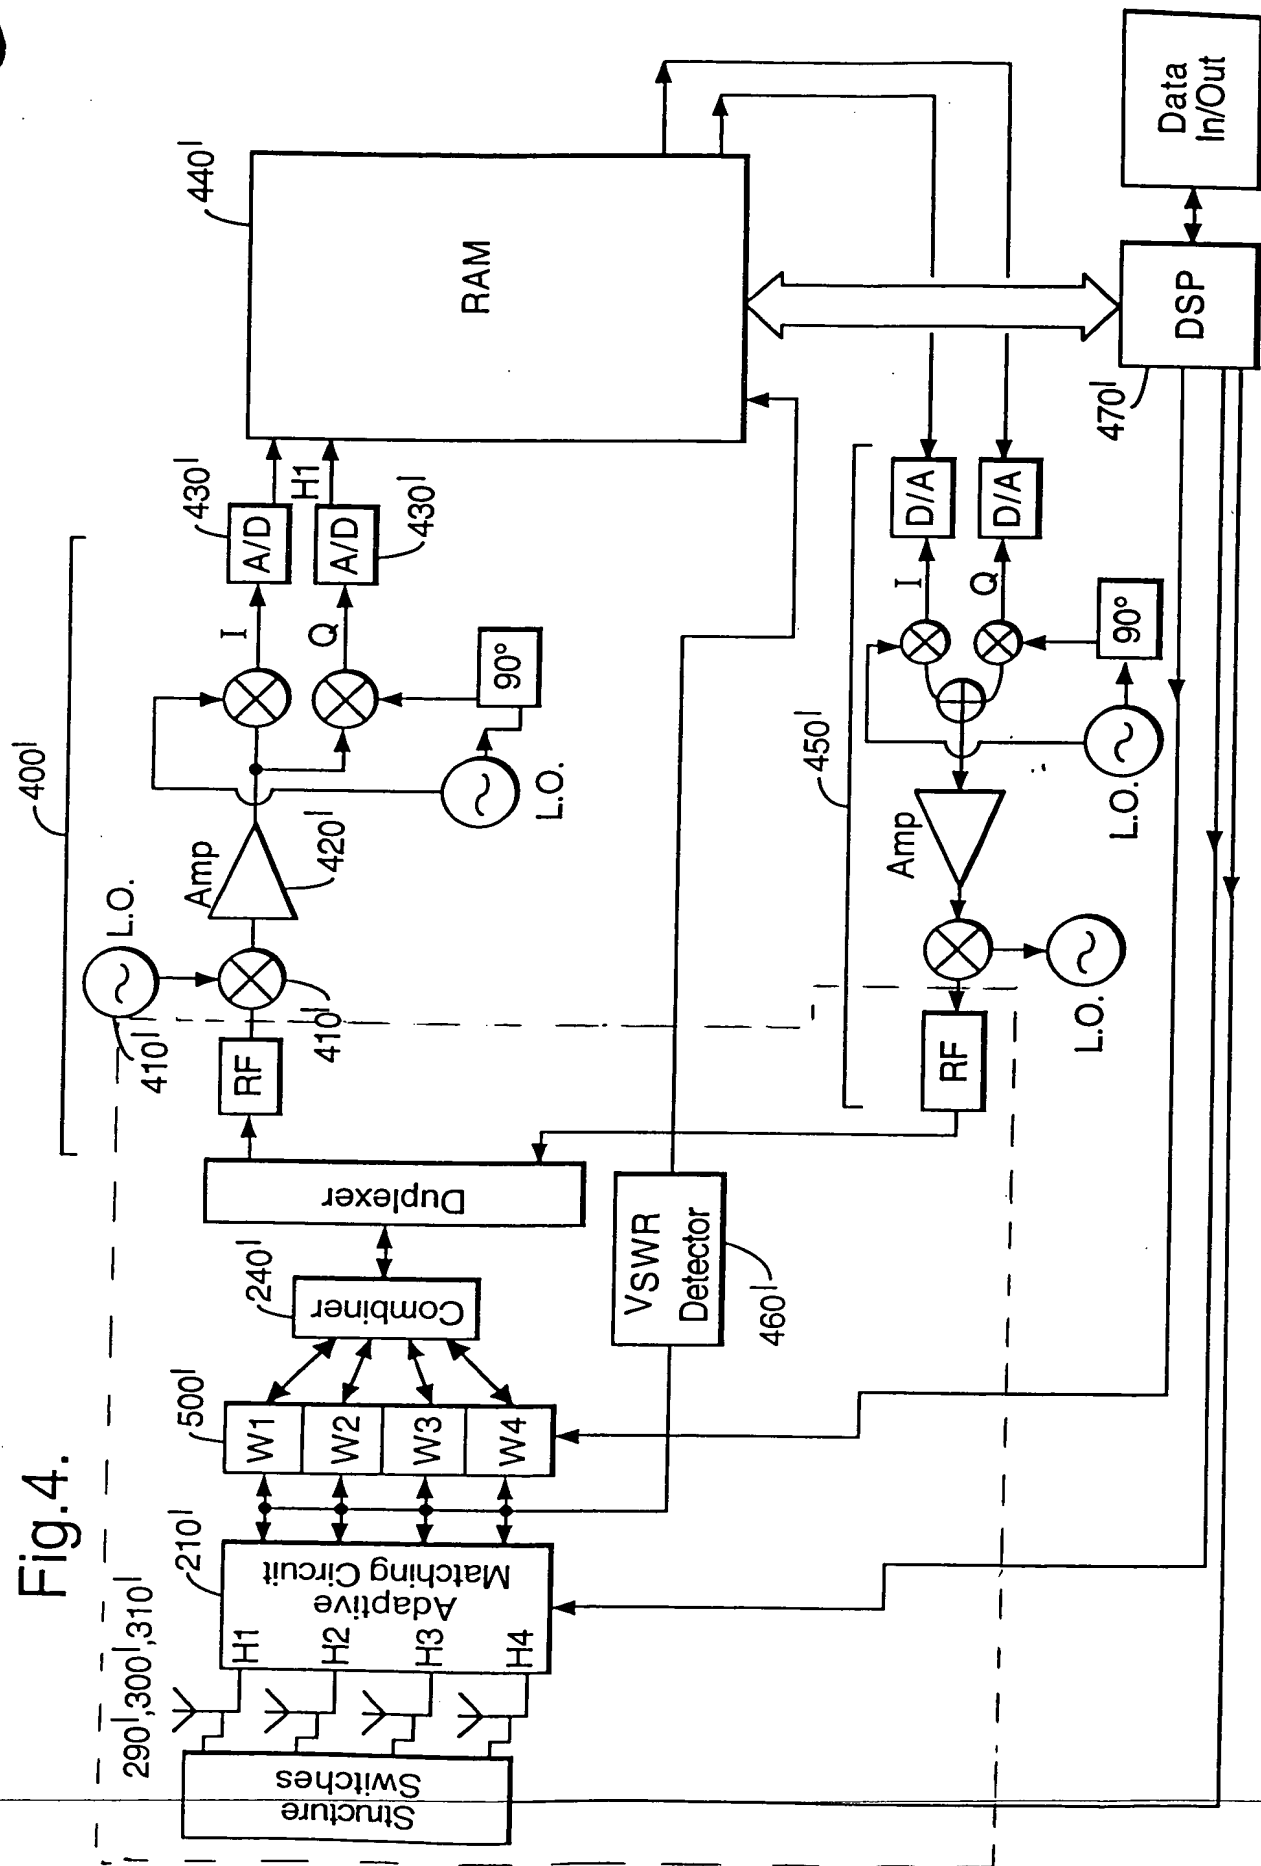 Fig.4.
290',300',310'
210'
500'
240'
400'
410'
L.O.
410'
Amp
420'
430'
430'
440'
Structure
Switches
H1
H2
H3
H4
Adaptive
Matching Circuit
W1
W2
W3
W4
Combiner
Duplexer
RF
I
Q
A/D
A/D
H1
90°
L.O.
RAM
VSWR
Detector
460'
450'
RF
L.O.
Amp
I
Q
D/A
D/A
90°
L.O.
470'
DSP
Data
In/Out